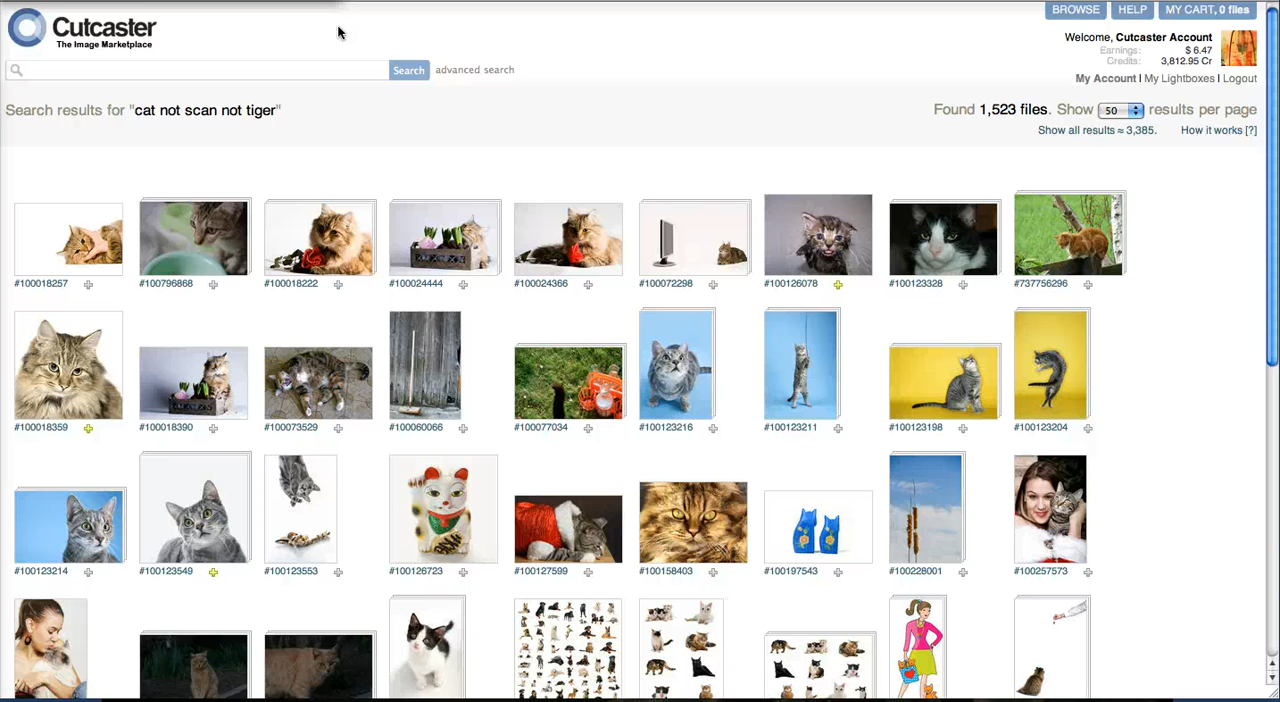 BROWSE HELP MY CART, 0 files
Cutcaster
The Image Marketplace
Welcome, Cutcaster Account
Earnings: $ 6.47
Credits: 3,812.95 Cr
Search advanced search
My Account | My Lightboxes | Logout
Search results for "cat not scan not tiger"
Found 1,523 files. Show 50 results per page
Show all results ≈ 3,385. How it works [?]
#100018257 #100796868 #100018222 #100024444 #100024366 #100072298 #100126078 #100123328 #737756296
#100018359 #100018390 #100073529 #100060066 #100077034 #100123216 #100123211 #100123198 #100123204
#100123214 #100123549 #100123553 #100126723 #100127599 #100158403 #100197543 #100228001 #100257573